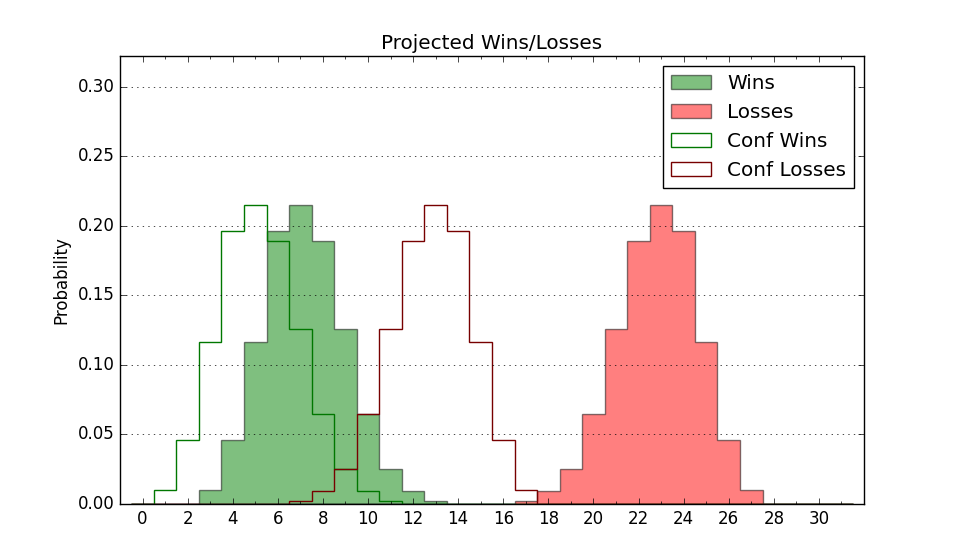 Projected Wins/Losses
Wins
Losses
Conf Wins
Conf Losses
Probability
0.30
0.25
0.20
0.15
0.10
0.05
0.00
0 2 4 6 8 10 12 14 16 18 20 22 24 26 28 30